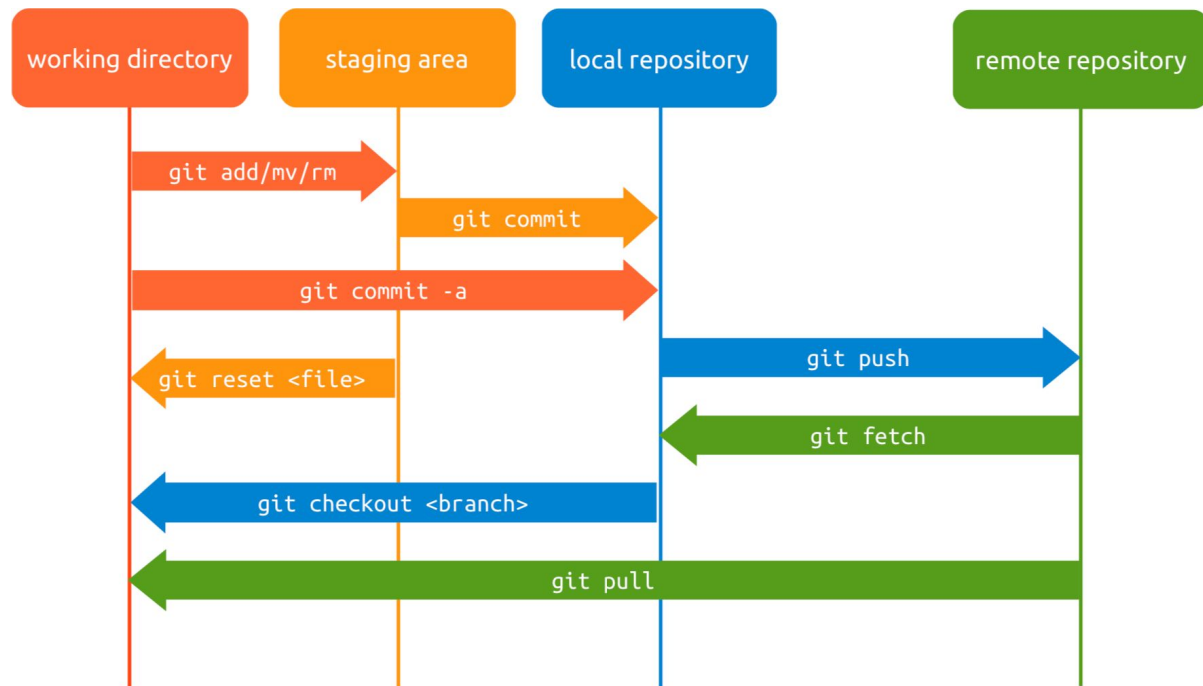 working directory
staging area
local repository
remote repository
git add/mv/rm
git commit
git commit -a
git push
git reset <file>
git fetch
git checkout <branch>
git pull